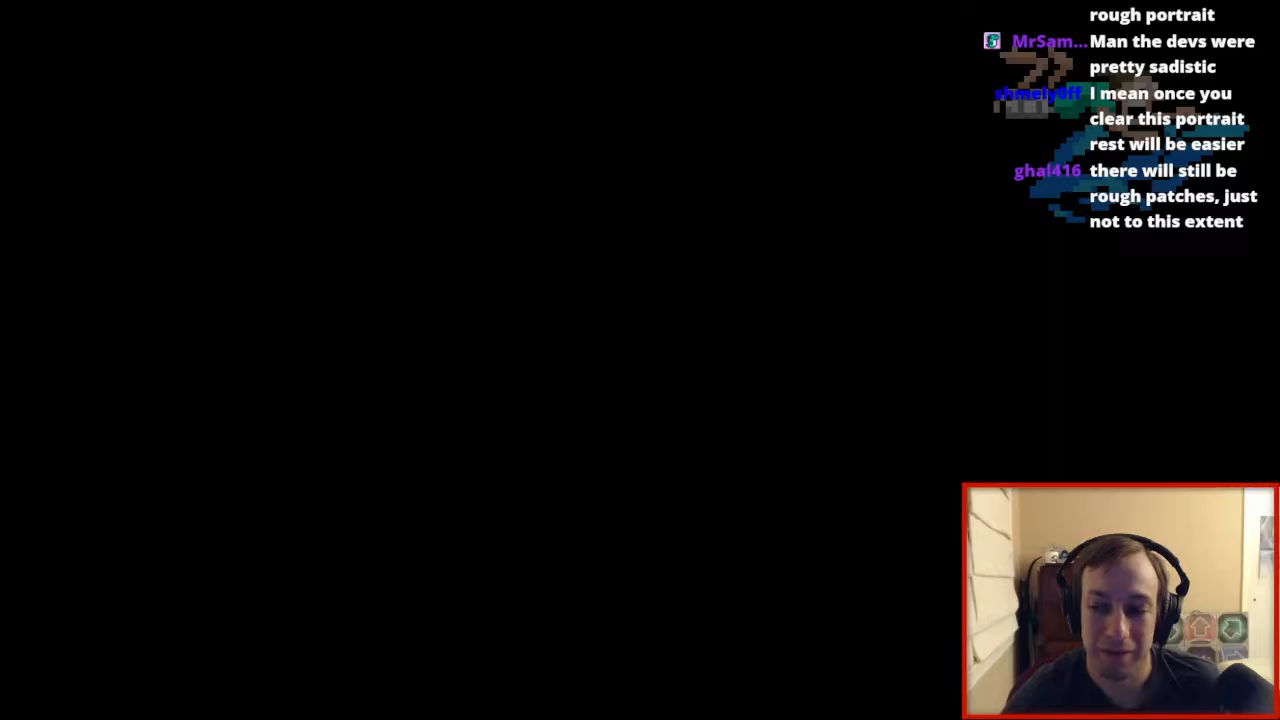 rough portrait
MrSam... Man the devs were
pretty sadistic
shmely0ff I mean once you
clear this portrait
rest will be easier
ghal416 there will still be
rough patches, just
not to this extent